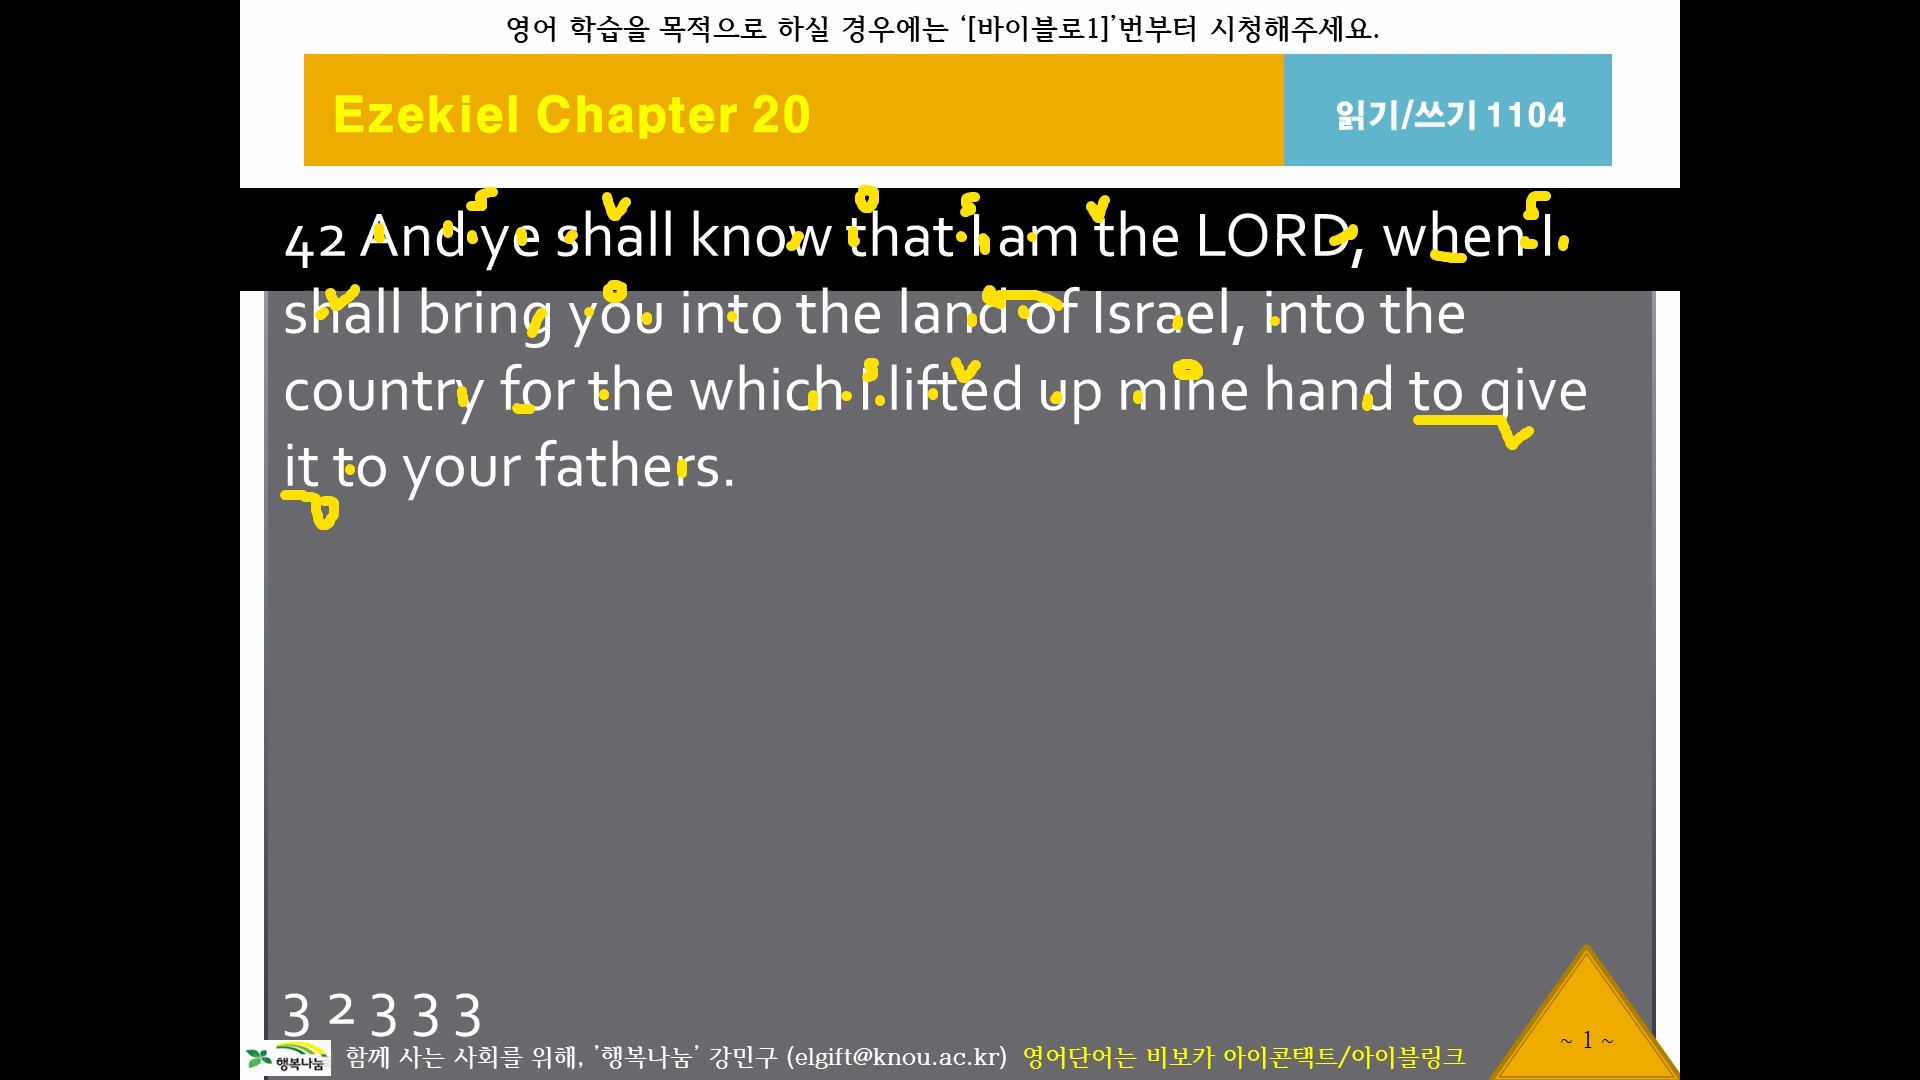 영어 학습을 목적으로 하실 경우에는 ‘[바이블로1]’번부터 시청해주세요.
Ezekiel Chapter 20
읽기/쓰기 1104
42 And ye shall know that I am the LORD, when I
shall bring you into the land of Israel, into the
country for the which I lifted up mine hand to give
it to your fathers.
3 2 3 3 3
행복나눔
함께 사는 사회를 위해, ’행복나눔’ 강민구 (elgift@knou.ac.kr) 영어단어는 비보카 아이콘택트/아이블링크
~ 1 ~